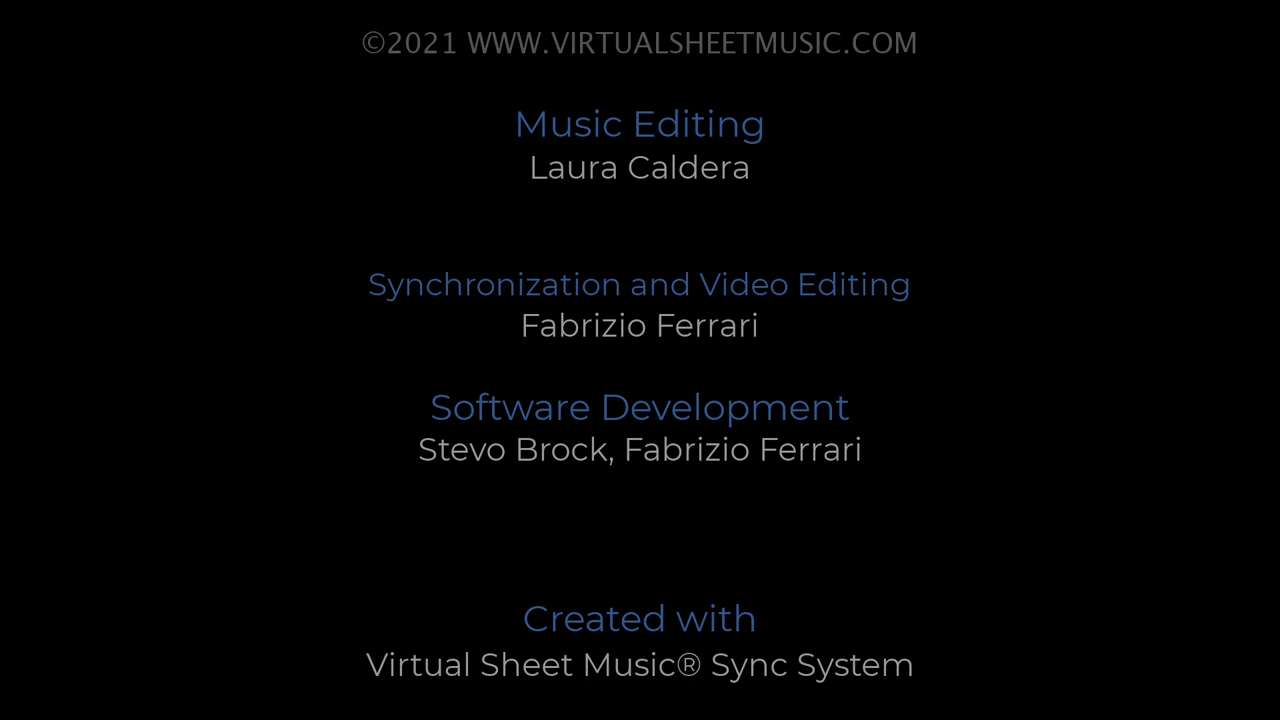 ©2021 WWW.VIRTUALSHEETMUSIC.COM
Music Editing
Laura Caldera
Synchronization and Video Editing
Fabrizio Ferrari
Software Development
Stevo Brock, Fabrizio Ferrari
Created with
Virtual Sheet Music® Sync System